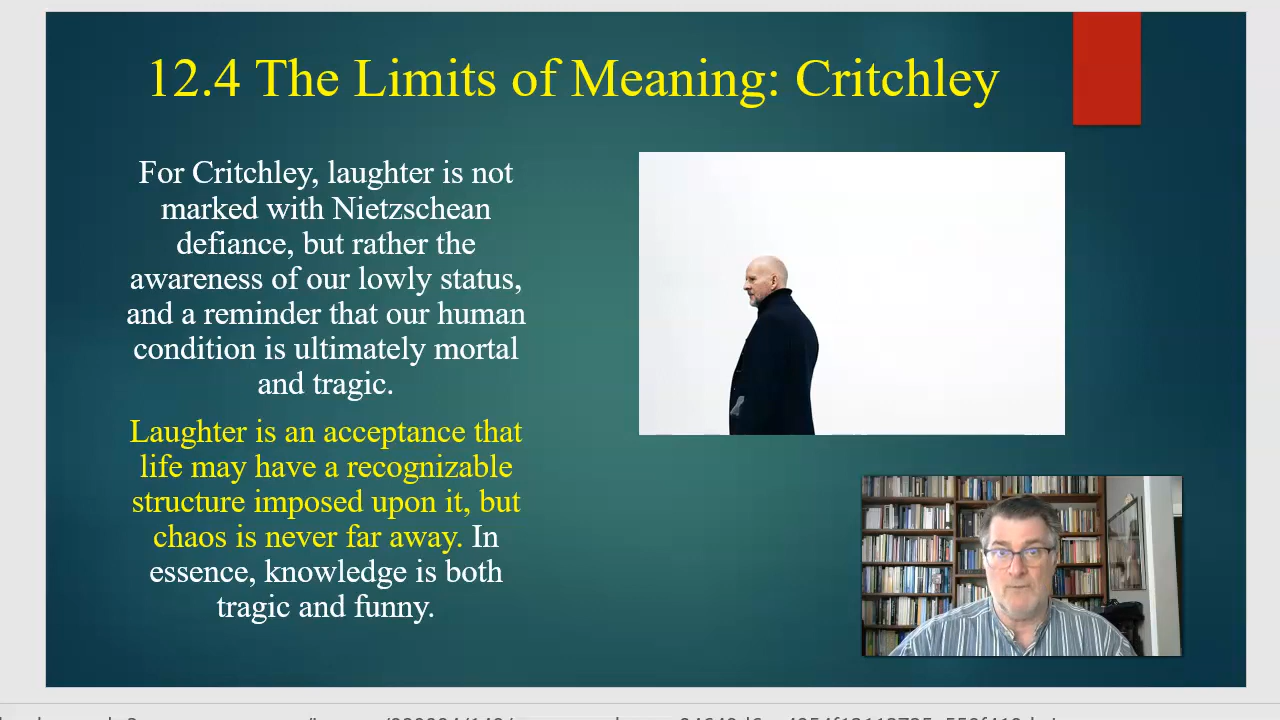 12.4 The Limits of Meaning: Critchley
For Critchley, laughter is not
marked with Nietzschean
defiance, but rather the
awareness of our lowly status,
and a reminder that our human
condition is ultimately mortal
and tragic.
Laughter is an acceptance that
life may have a recognizable
structure imposed upon it, but
chaos is never far away. In
essence, knowledge is both
tragic and funny.